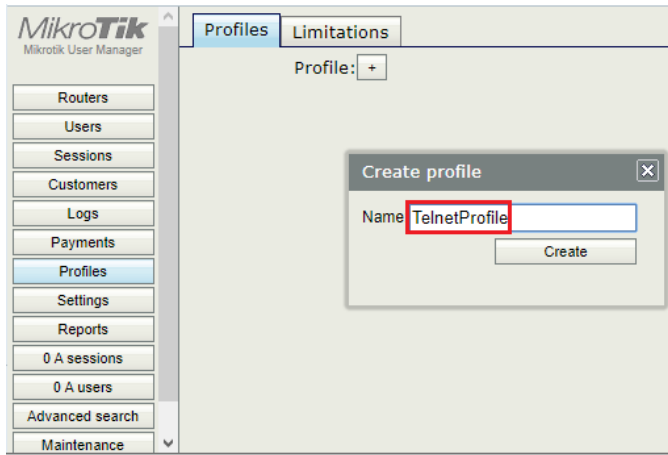 MikroTik
Mikrotik User Manager
Routers
Users
Sessions
Customers
Logs
Payments
Profiles
Settings
Reports
0 A sessions
0 A users
Advanced search
Maintenance
Profiles Limitations
Profile: +
Create profile
Name: TelnetProfile
Create